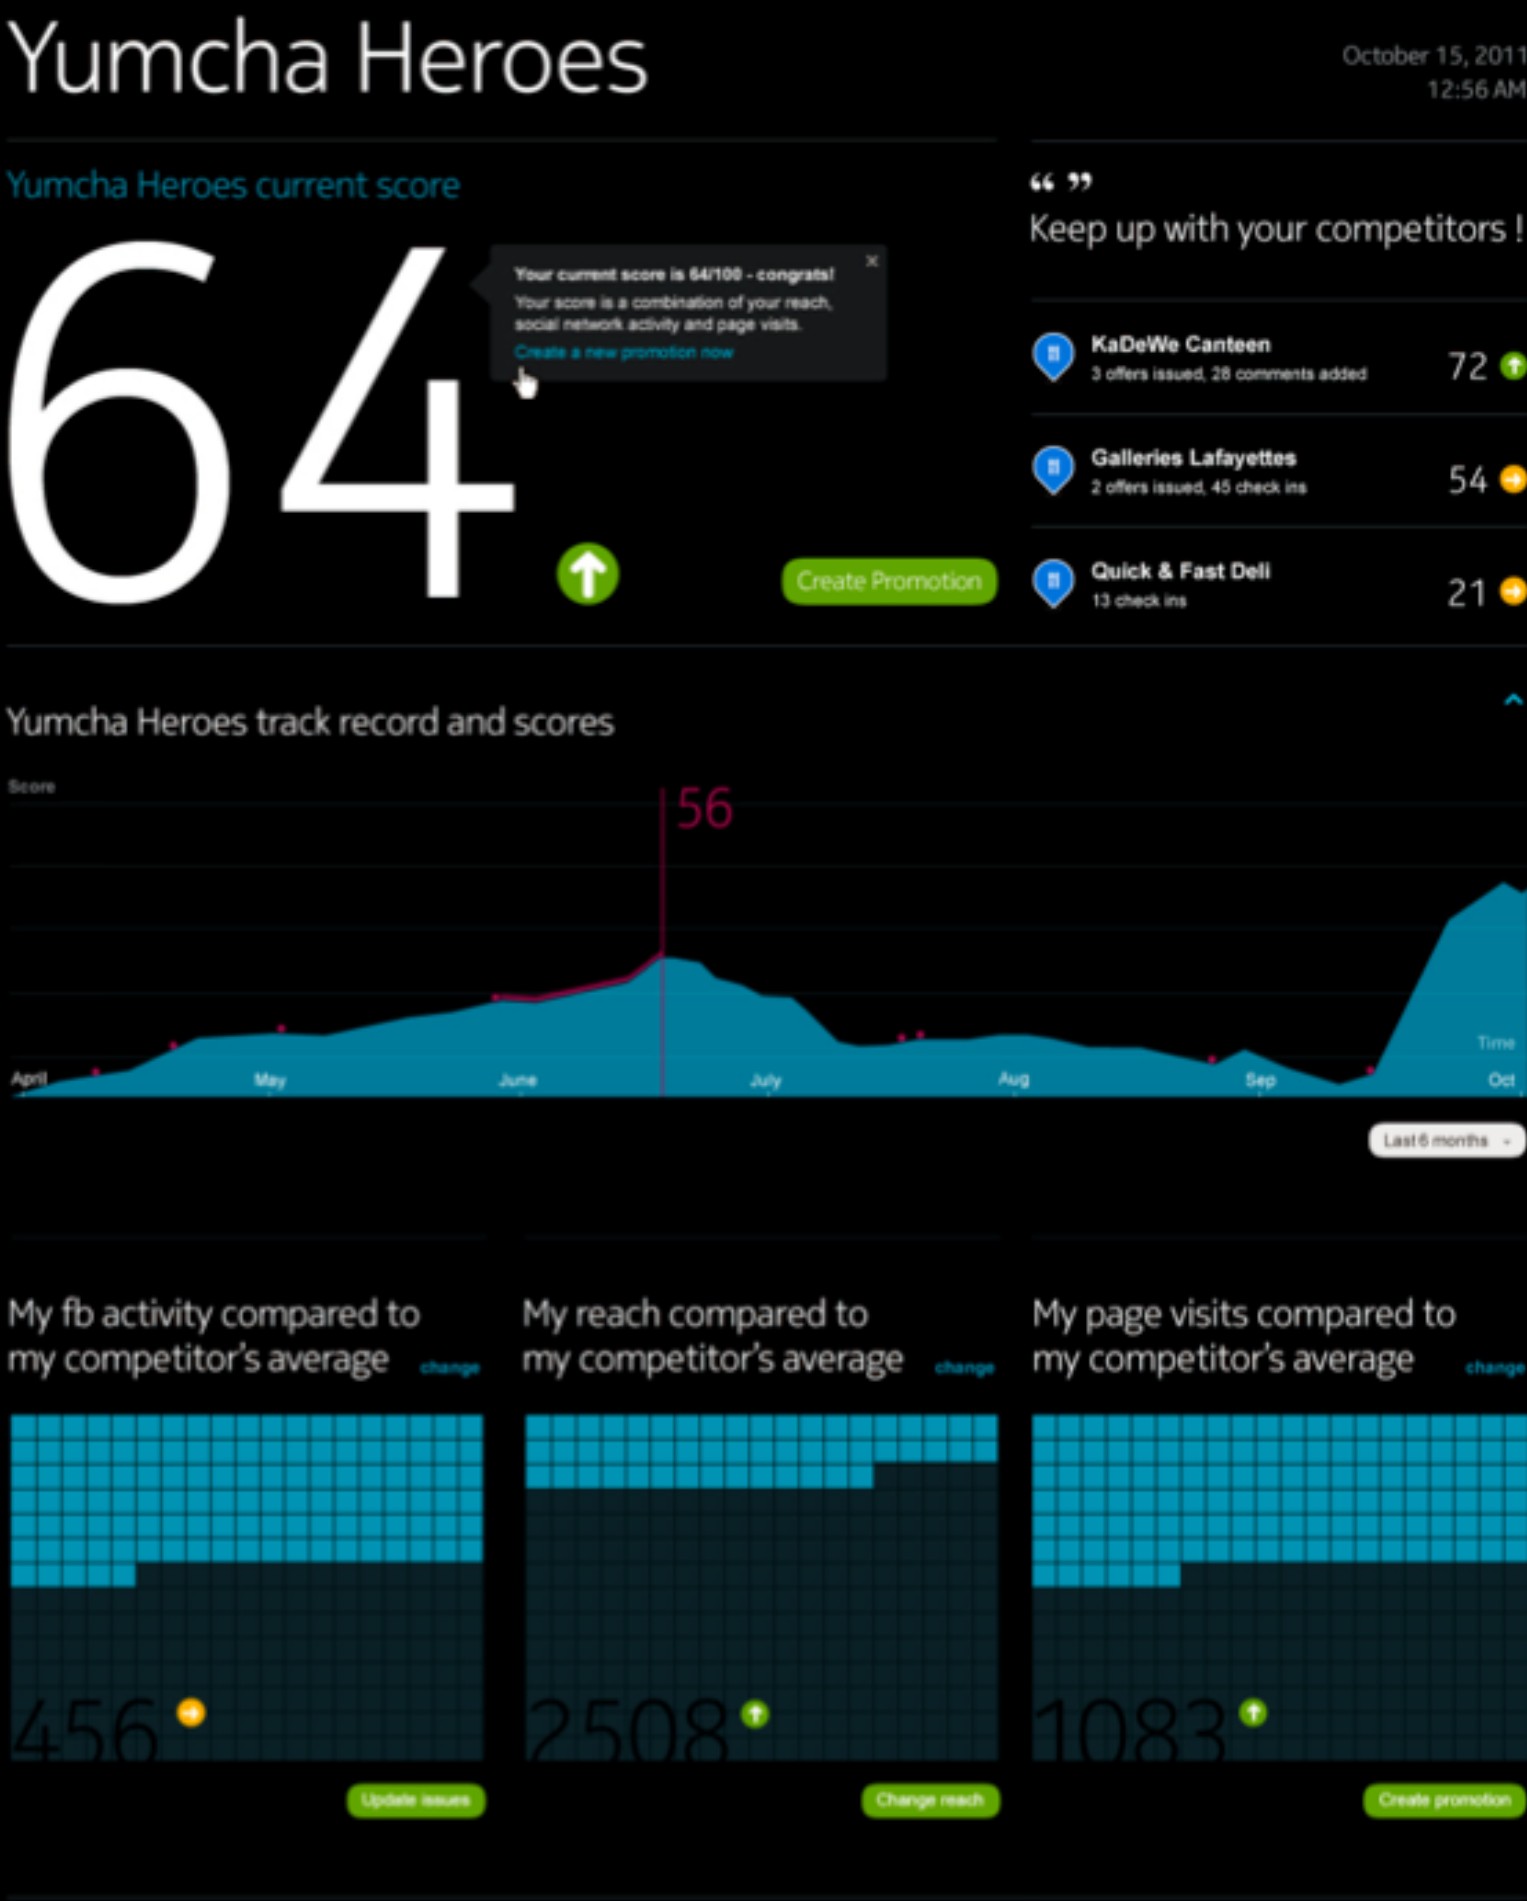 Yumcha Heroes
October 15, 2011
12:56 AM
Yumcha Heroes current score
64
Your current score is 64/100 - congrats!
Your score is a combination of your reach,
social network activity and page visits.
Create a new promotion now
Create Promotion
“ ”
Keep up with your competitors !
KaDeWe Canteen
3 offers issued, 28 comments added
72
Galleries Lafayettes
2 offers issued, 45 check ins
54
Quick & Fast Deli
13 check ins
21
Yumcha Heroes track record and scores
Score
56
Time
April May June July Aug Sep Oct
Last 6 months
My fb activity compared to
my competitor's average change
456
Update issues
My reach compared to
my competitor's average change
2508
Change reach
My page visits compared to
my competitor's average change
1083
Create promotion